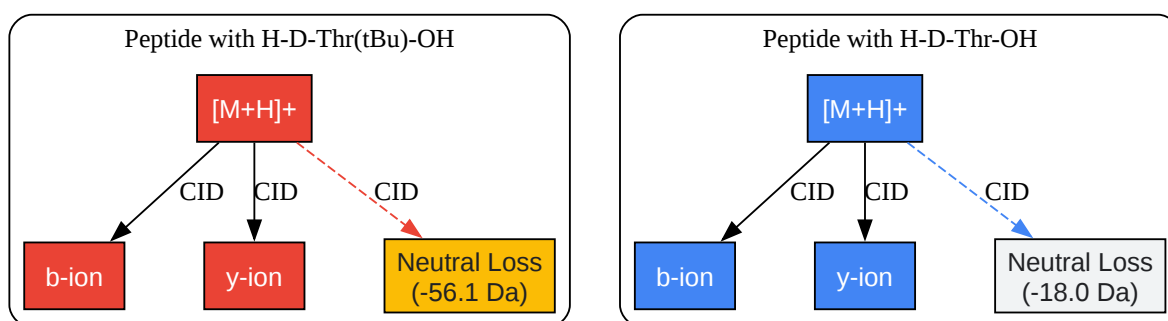 Peptide with H-D-Thr(tBu)-OH
[M+H]+
CID
CID
CID
b-ion
y-ion
Neutral Loss
(-56.1 Da)
Peptide with H-D-Thr-OH
[M+H]+
CID
CID
CID
b-ion
y-ion
Neutral Loss
(-18.0 Da)